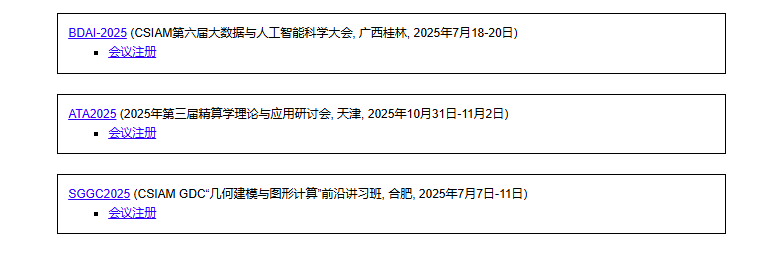 BDAI-2025 (CSIAM第六届大数据与人工智能科学大会, 广西桂林, 2025年7月18-20日)
会议注册
ATA2025 (2025年第三届精算学理论与应用研讨会, 天津, 2025年10月31日-11月2日)
会议注册
SGGC2025 (CSIAM GDC“几何建模与图形计算”前沿讲习班, 合肥, 2025年7月7日-11日)
会议注册